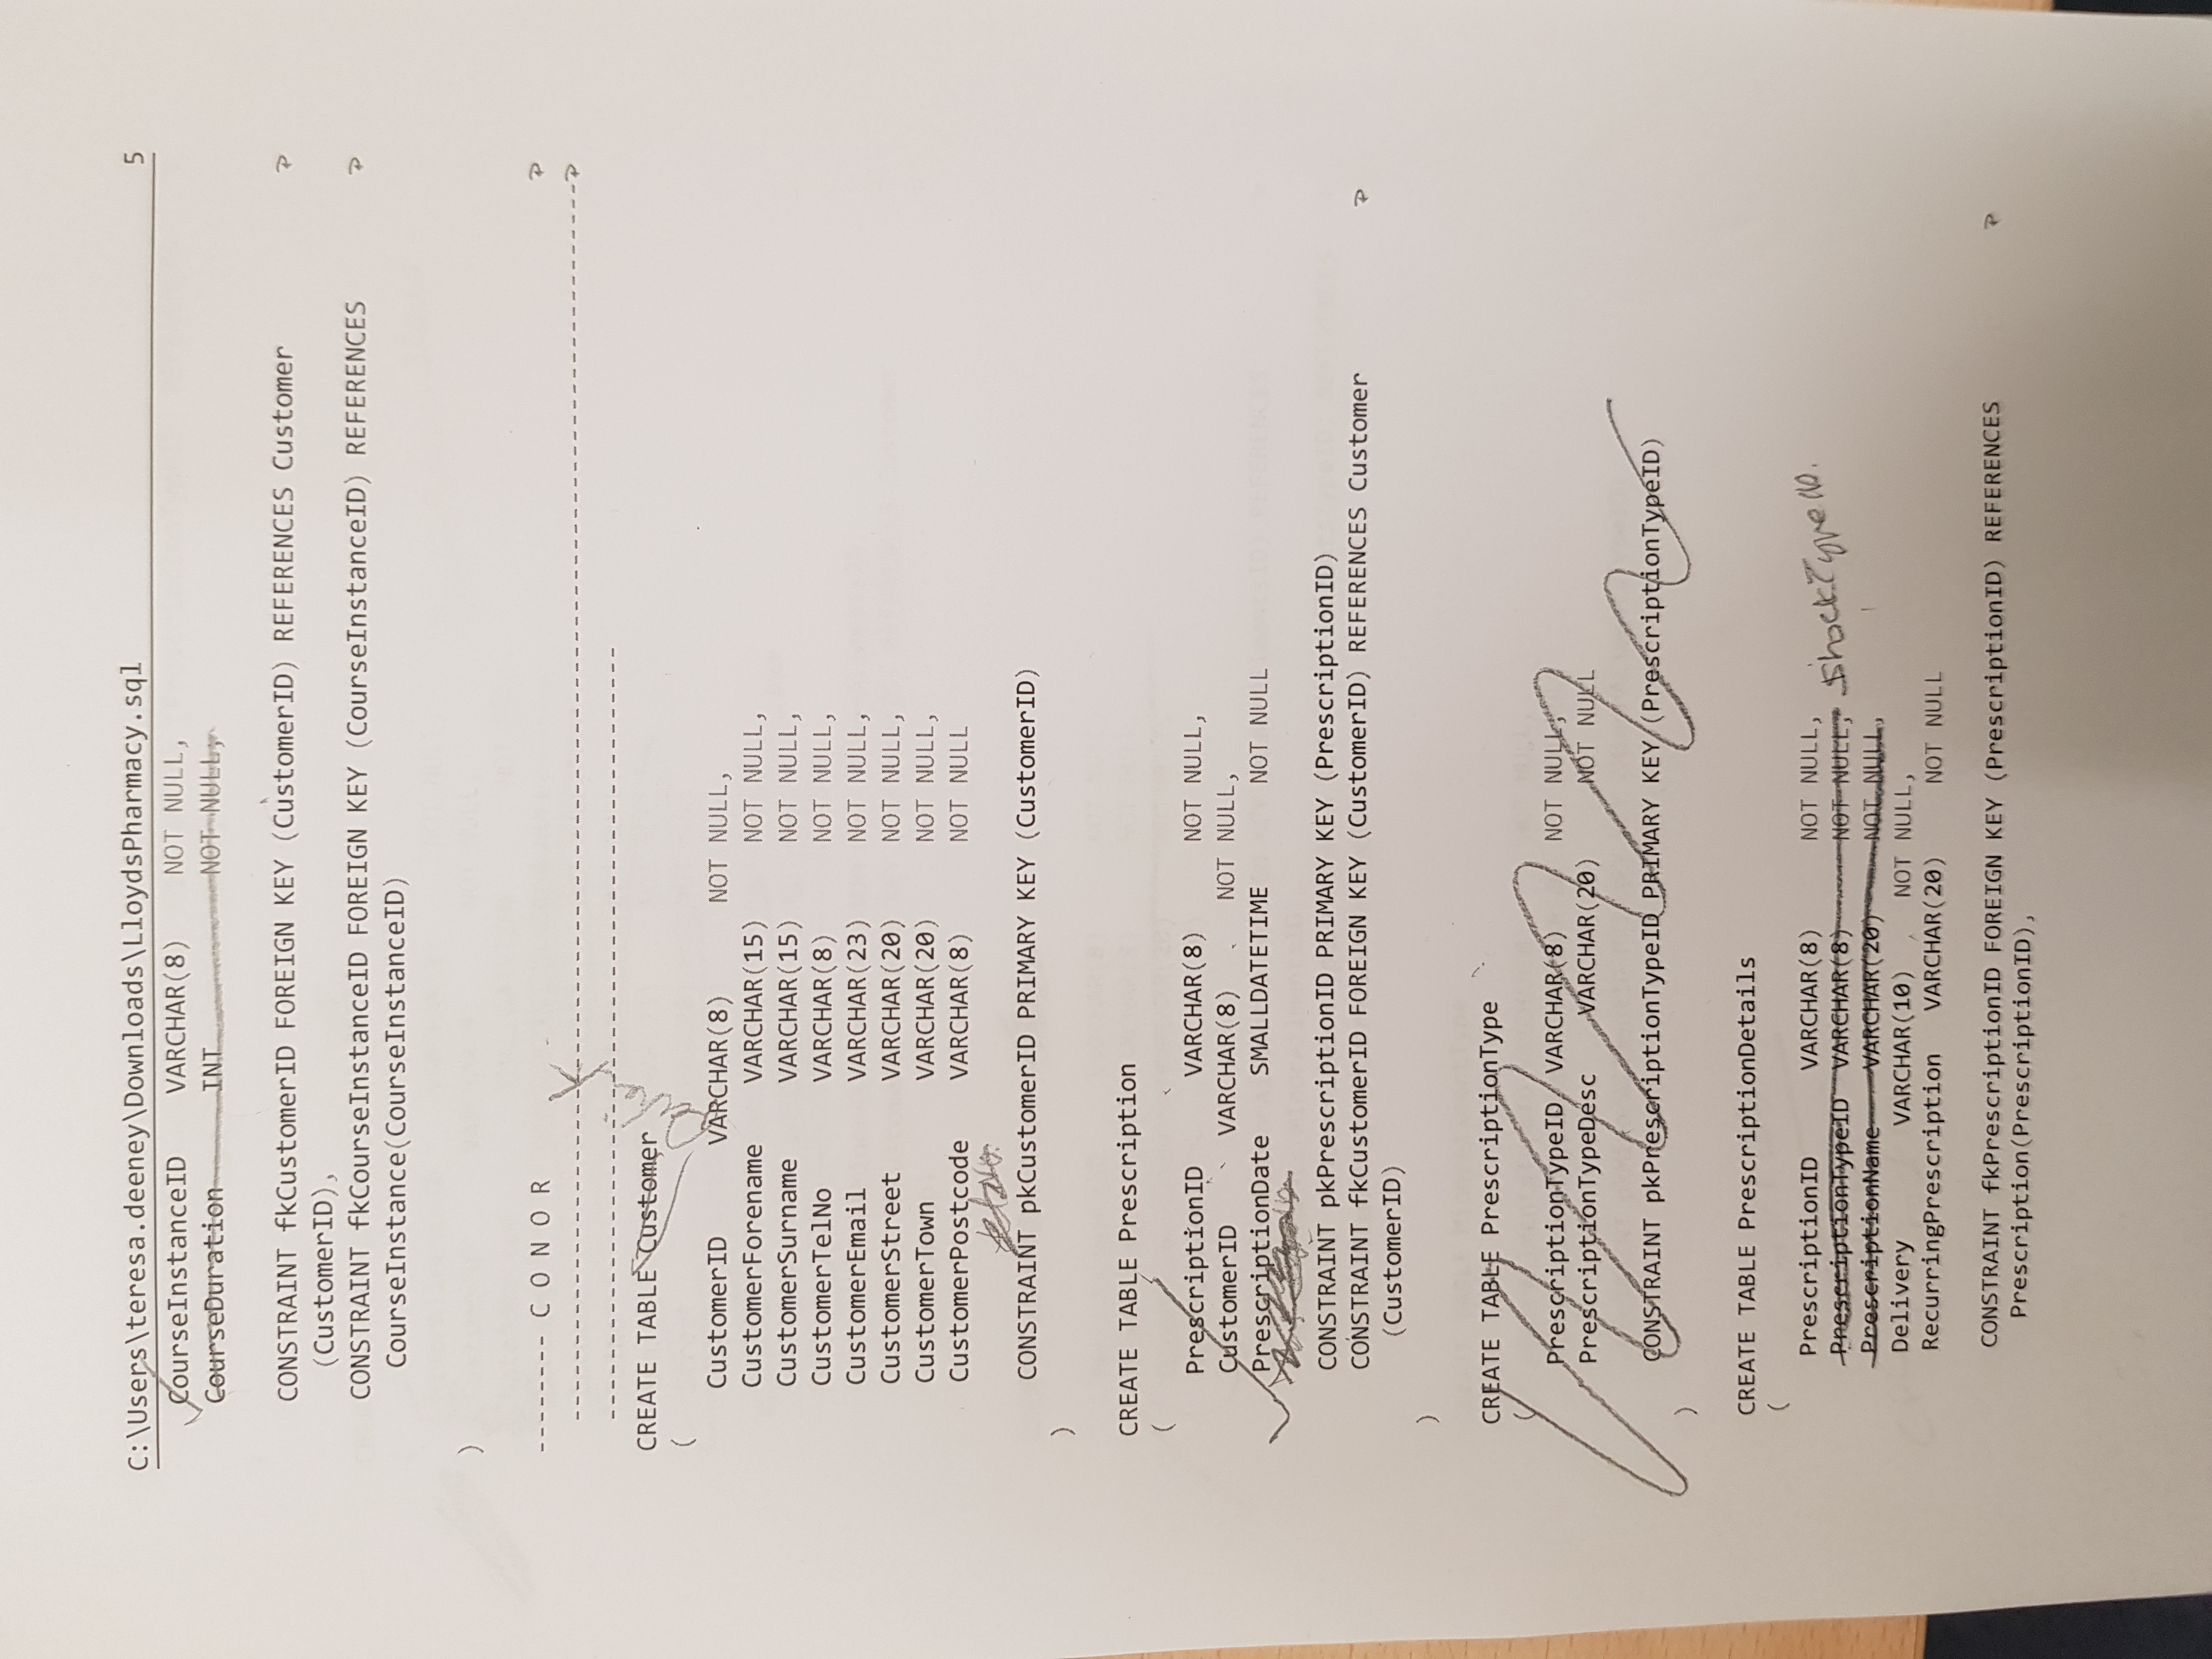 C:\Users\teresa.deeney\Downloads\LloydsPharmacy.sql 5
CourseInstanceID VARCHAR(8) NOT NULL,
CourseDuration INT NOT NULL,
CONSTRAINT fkCustomerID FOREIGN KEY (CustomerID) REFERENCES Customer
(CustomerID),
CONSTRAINT fkCourseInstanceID FOREIGN KEY (CourseInstanceID) REFERENCES
CourseInstance(CourseInstanceID)
)
-------- C O N O R
-----------------------------------------------------------------------------------
----------------------------------------------------
CREATE TABLE Customer
(
CustomerID VARCHAR(8) NOT NULL,
CustomerForename VARCHAR(15) NOT NULL,
CustomerSurname VARCHAR(15) NOT NULL,
CustomerTelNo VARCHAR(8) NOT NULL,
CustomerEmail VARCHAR(23) NOT NULL,
CustomerStreet VARCHAR(20) NOT NULL,
CustomerTown VARCHAR(20) NOT NULL,
CustomerPostcode VARCHAR(8) NOT NULL
CONSTRAINT pkCustomerID PRIMARY KEY (CustomerID)
)
CREATE TABLE Prescription
(
PrescriptionID VARCHAR(8) NOT NULL,
CustomerID VARCHAR(8) NOT NULL,
PrescriptionDate SMALLDATETIME NOT NULL
CONSTRAINT pkPrescriptionID PRIMARY KEY (PrescriptionID)
CONSTRAINT fkCustomerID FOREIGN KEY (CustomerID) REFERENCES Customer
(CustomerID)
)
CREATE TABLE PrescriptionType
(
PrescriptionTypeID VARCHAR(8) NOT NULL,
PrescriptionTypeDesc VARCHAR(20) NOT NULL
CONSTRAINT pkPrescriptionTypeID PRIMARY KEY (PrescriptionTypeID)
)
CREATE TABLE PrescriptionDetails
(
PrescriptionID VARCHAR(8) NOT NULL,
PrescriptionTypeID VARCHAR(8) NOT NULL,
PrescriptionName VARCHAR(20) NOT NULL,
Delivery VARCHAR(10) NOT NULL,
RecurringPrescription VARCHAR(20) NOT NULL
CONSTRAINT fkPrescriptionID FOREIGN KEY (PrescriptionID) REFERENCES
Prescription(PrescriptionID),